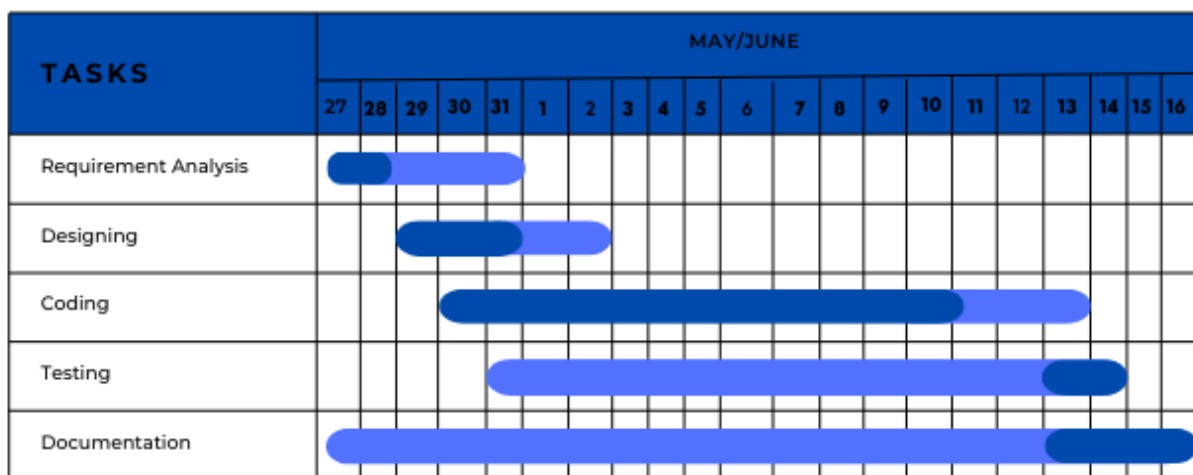 MAY/JUNE
TASKS
27 28 29 30 31 1 2 3 4 5 6 7 8 9 10 11 12 13 14 15 16
Requirement Analysis
Designing
Coding
Testing
Documentation